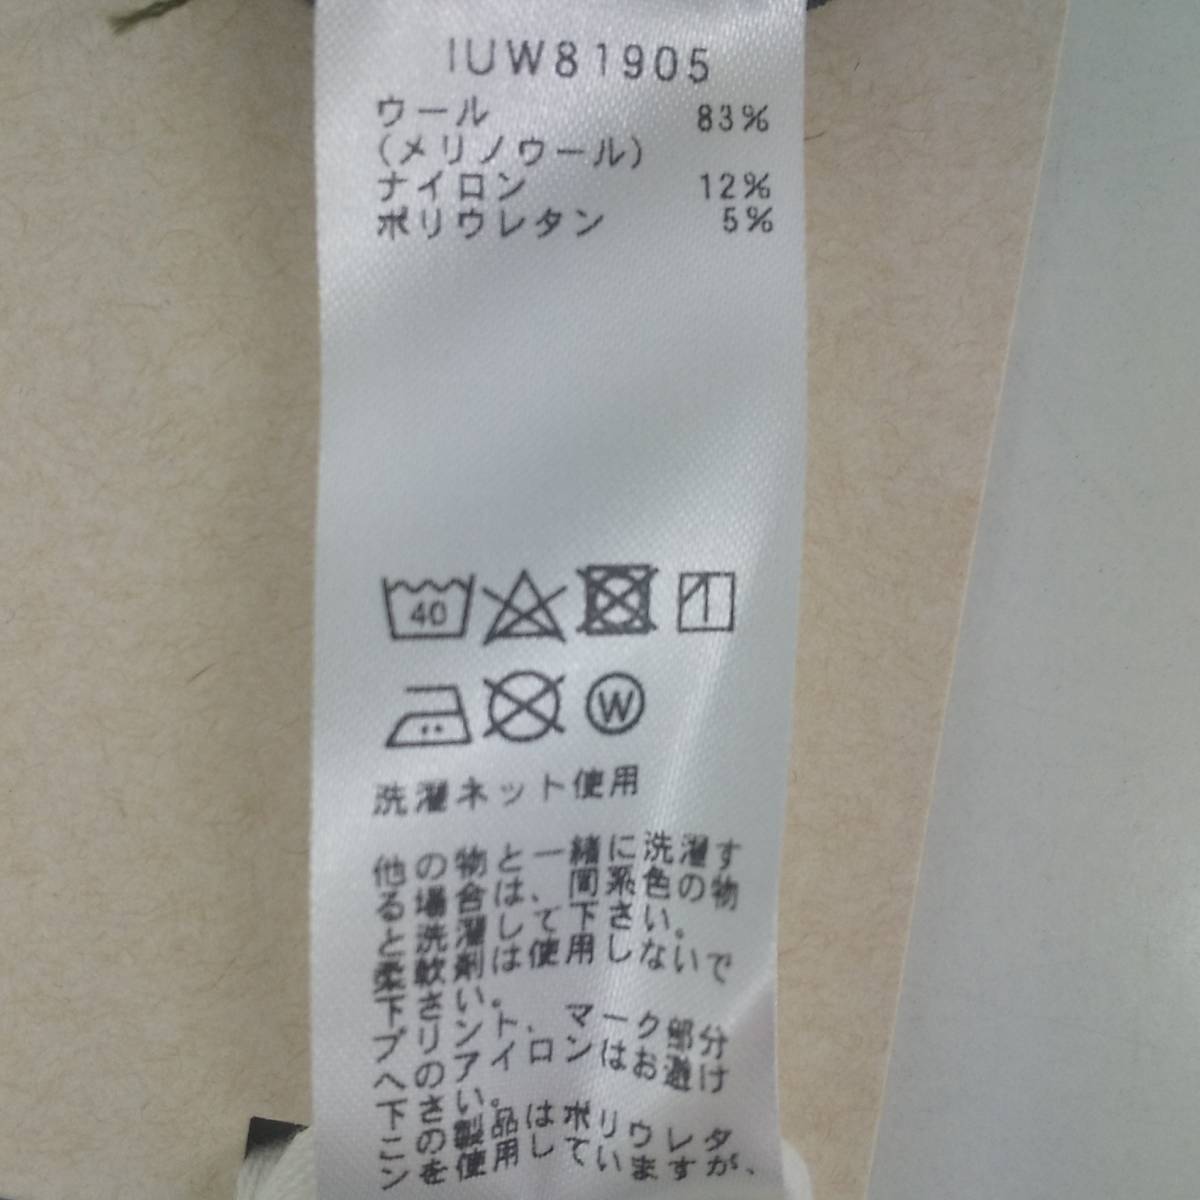 IUW81905
ウール 83%
(メリノウール)
ナイロン 12%
ポリウレタン 5%
40
W
洗濯ネット使用
他の物と一緒に洗濯す
る場合は、同系色の物
と洗濯して下さい。
柔軟剤は使用しないで
下さい。
プリント、マーク部分
へのアイロンはお避け
下さい。
この製品はポリウレタ
ンを使用していますが、